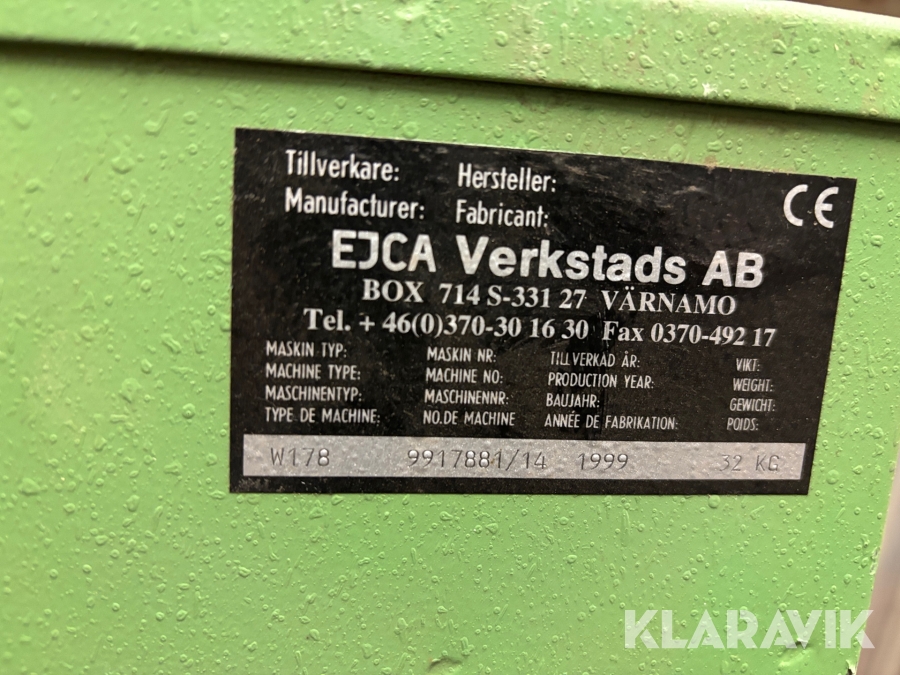 Tillverkare: Hersteller:
Manufacturer: Fabricant:
CE
EJCA Verkstads AB
BOX 714 S-331 27 VÄRNAMO
Tel. + 46(0)370-30 16 30 Fax 0370-492 17
MASKIN TYP: MASKIN NR: TILLVERKAD ÅR: VIKT:
MACHINE TYPE: MACHINE NO: PRODUCTION YEAR: WEIGHT:
MASCHINENTYP: MASCHINENNR: BAUJAHR: GEWICHT:
TYPE DE MACHINE: NO.DE MACHINE ANNÉE DE FABRIKATION: POIDS:
W178 9917881/14 1999 32 KG
KLARAVIK